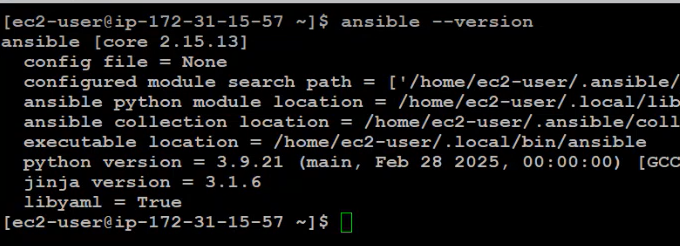 [ec2-user@ip-172-31-15-57 ~]$ ansible --version
ansible [core 2.15.13]
  config file = None
  configured module search path = ['/home/ec2-user/.ansible/
  ansible python module location = /home/ec2-user/.local/lib
  ansible collection location = /home/ec2-user/.ansible/coll
  executable location = /home/ec2-user/.local/bin/ansible
  python version = 3.9.21 (main, Feb 28 2025, 00:00:00) [GCC
  jinja version = 3.1.6
  libyaml = True
[ec2-user@ip-172-31-15-57 ~]$